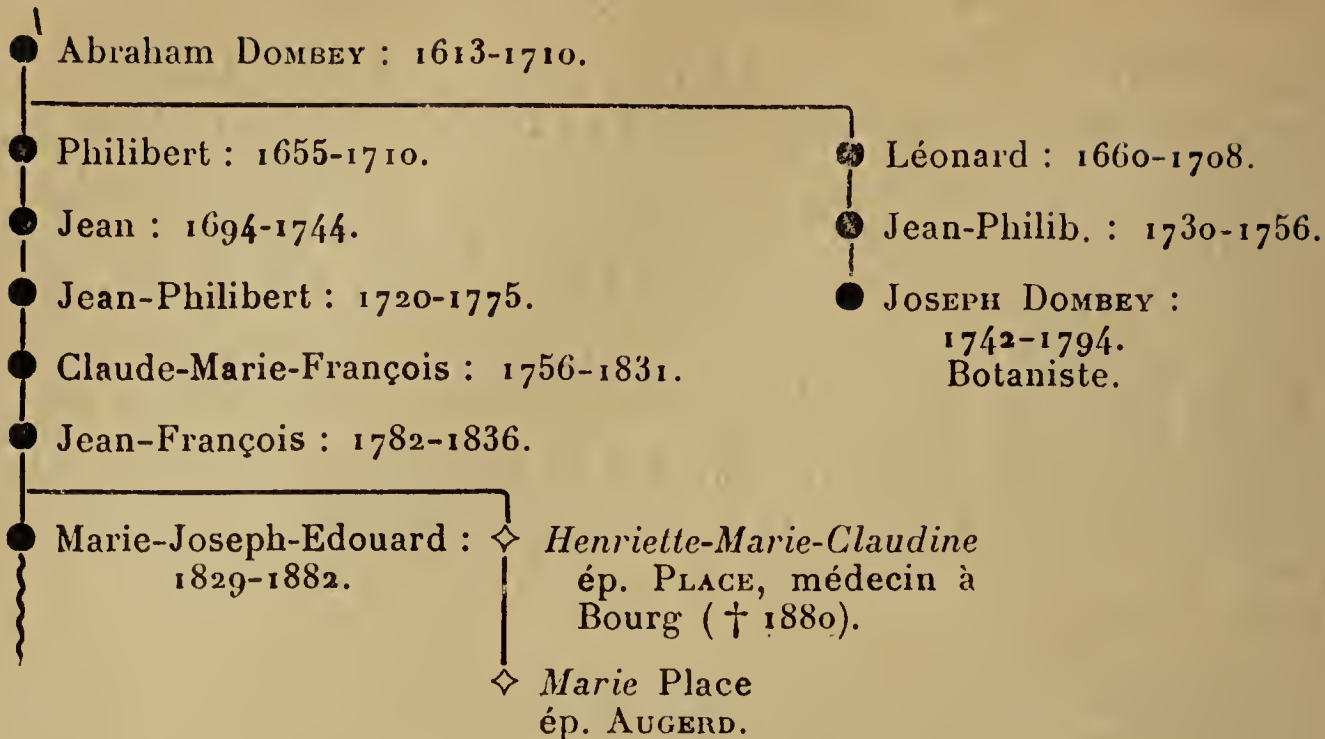 Abraham DOMBEY : 1613-1710.
Philibert : 1655-1710.
Léonard : 1660-1708.
Jean : 1694-1744.
Jean-Philib. : 1730-1756.
Jean-Philibert : 1720-1775.
JOSEPH DOMBEY :
1742-1794.
Botaniste.
Claude-Marie-François : 1756-1831.
Jean-François : 1782-1836.
Marie-Joseph-Edouard :
1829-1882.
Henriette-Marie-Claudine
ép. PLACE, médecin à
Bourg ( † 1880).
Marie Place
ép. AUGERD.